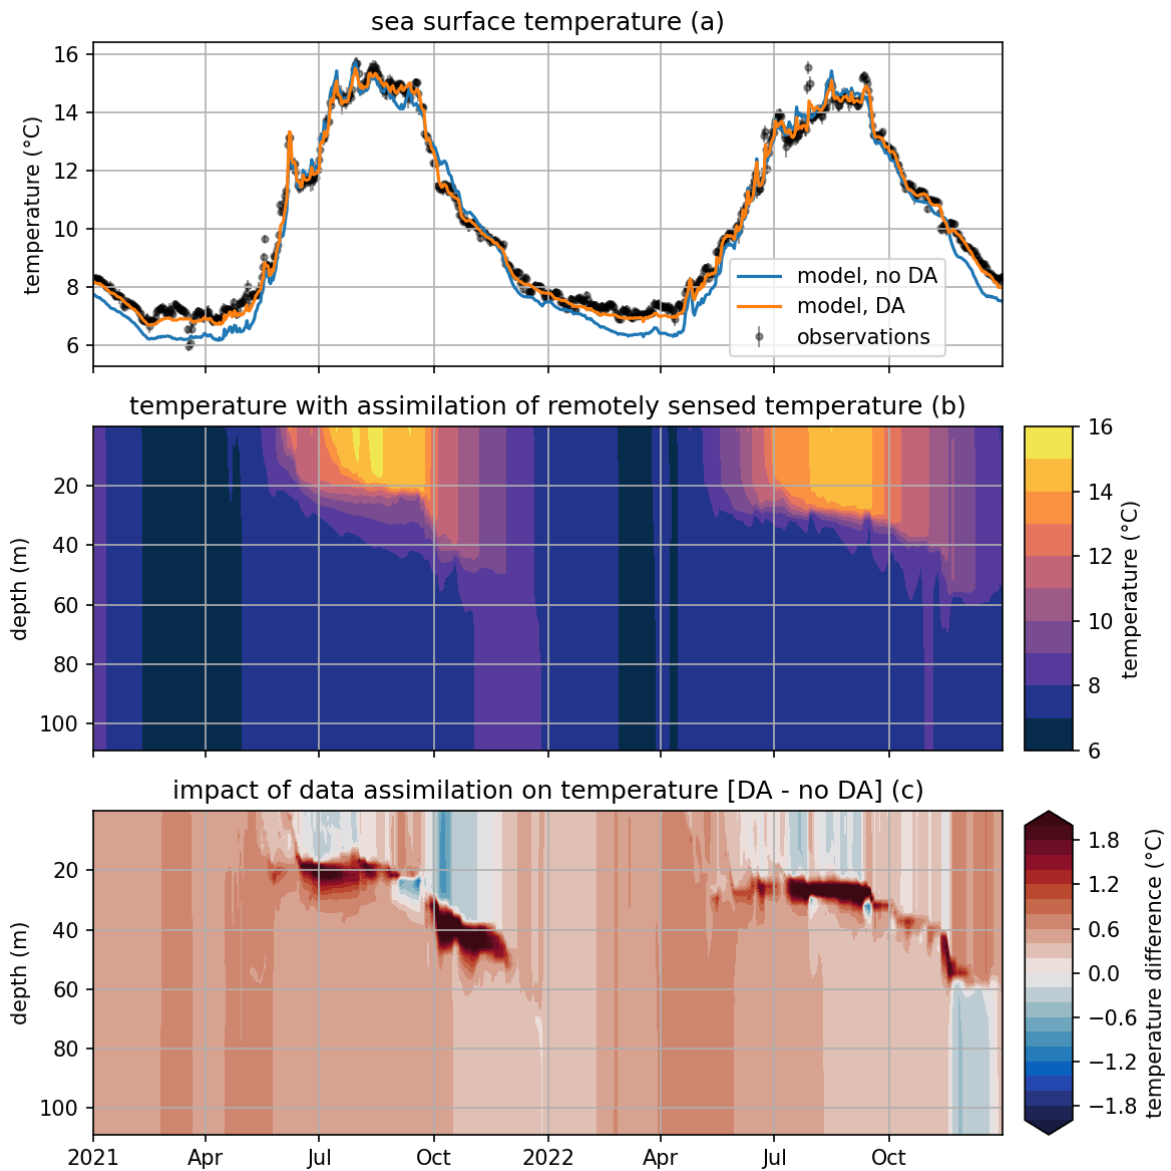 sea surface temperature (a)
16
14
12
10
8
6
temperature (°C)
model, no DA
model, DA
observations
temperature with assimilation of remotely sensed temperature (b)
20
40
60
80
100
depth (m)
16
14
12
10
8
6
temperature (°C)
impact of data assimilation on temperature [DA - no DA] (c)
20
40
60
80
100
depth (m)
1.8
1.2
0.6
0.0
−0.6
−1.2
−1.8
temperature difference (°C)
2021 Apr Jul Oct 2022 Apr Jul Oct